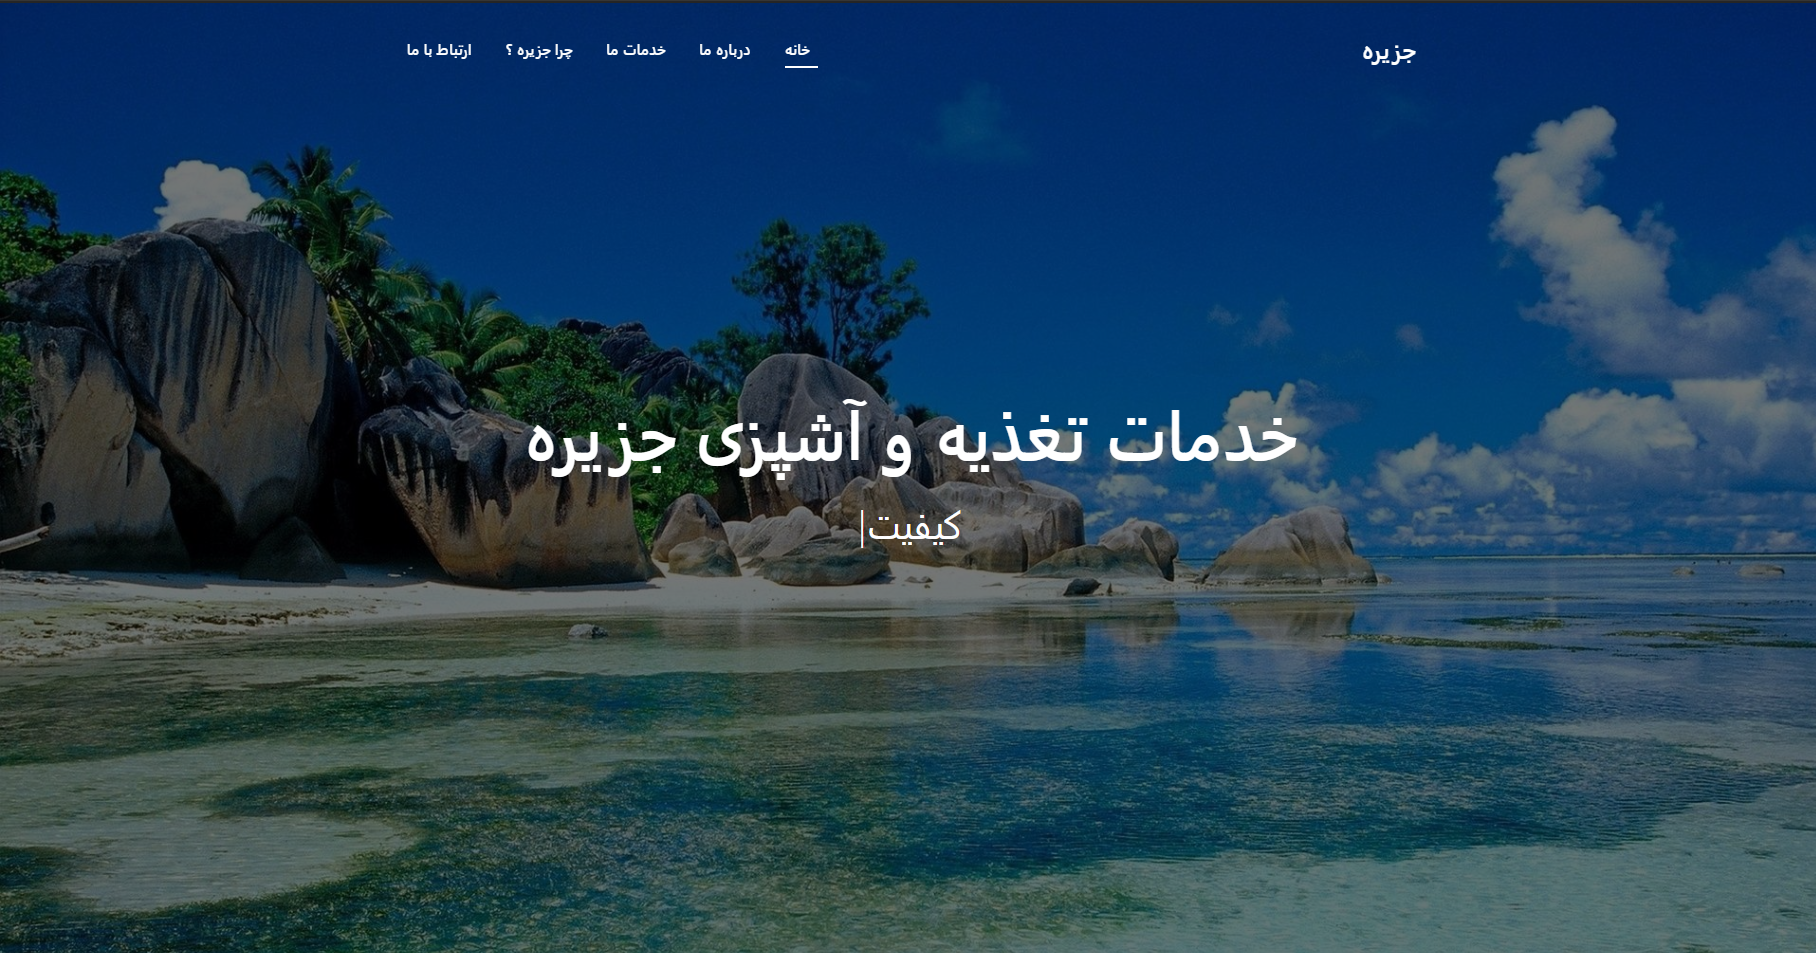 جزیره
خانه درباره ما خدمات ما چرا جزیره ؟ ارتباط با ما
خدمات تغذیه و آشپزی جزیره
کیفیت|